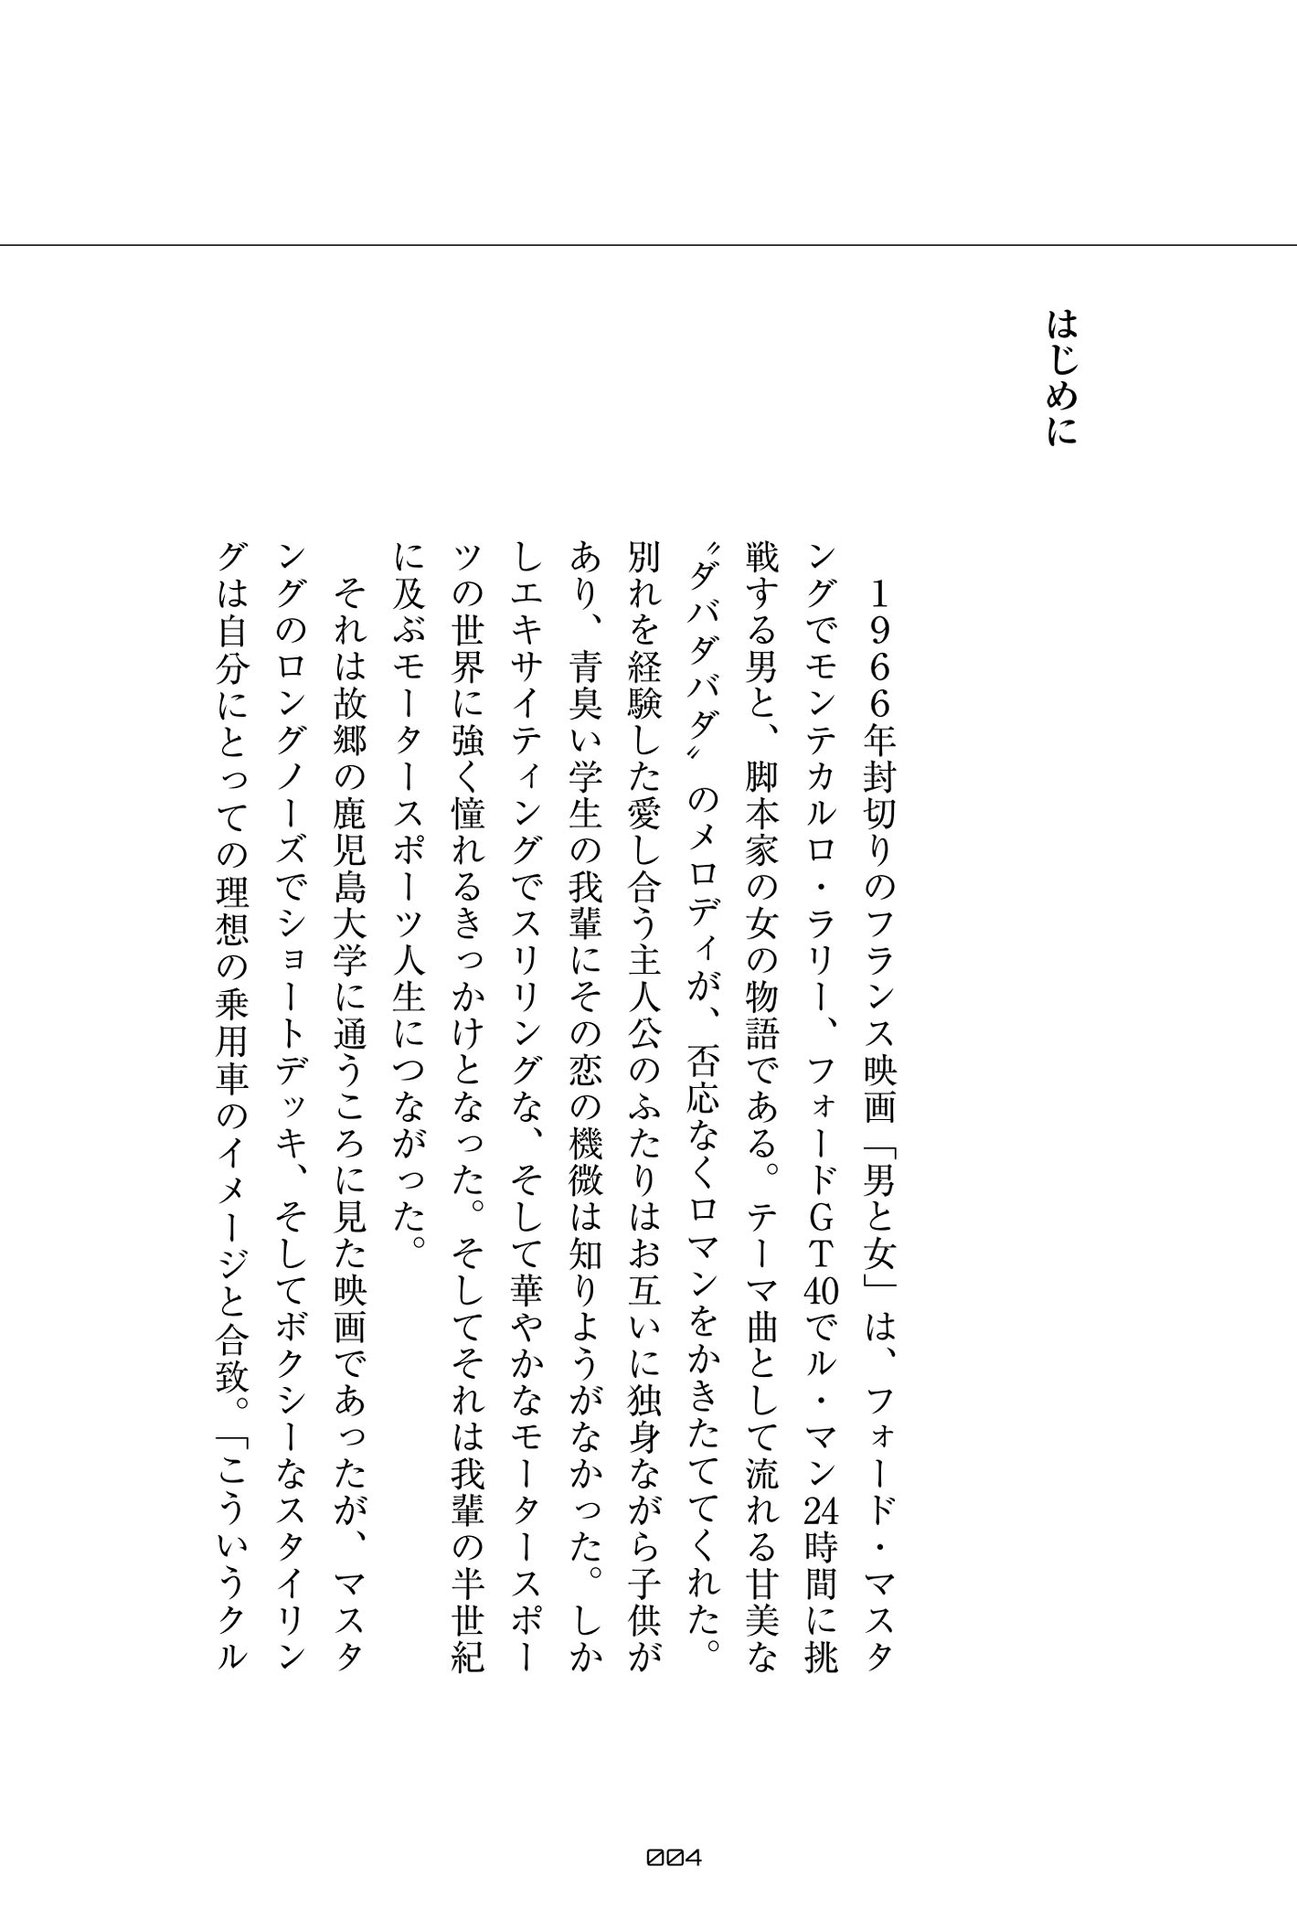 はじめに
1966年封切りのフランス映画「男と女」は、フォード・マスタ
ングでモンテカルロ・ラリー、フォードGT40でル・マン24時間に挑
戦する男と、脚本家の女の物語である。テーマ曲として流れる甘美な
〝ダバダバダ〟のメロディが、否応なくロマンをかきたててくれた。
別れを経験した愛し合う主人公のふたりはお互いに独身ながら子供が
あり、青臭い学生の我輩にその恋の機微は知りようがなかった。しか
しエキサイティングでスリリングな、そして華やかなモータースポー
ツの世界に強く憧れるきっかけとなった。そしてそれは我輩の半世紀
に及ぶモータースポーツ人生につながった。
それは故郷の鹿児島大学に通うころに見た映画であったが、マスタ
ングのロングノーズでショートデッキ、そしてボクシーなスタイリン
グは自分にとっての理想の乗用車のイメージと合致。「こういうクル
004